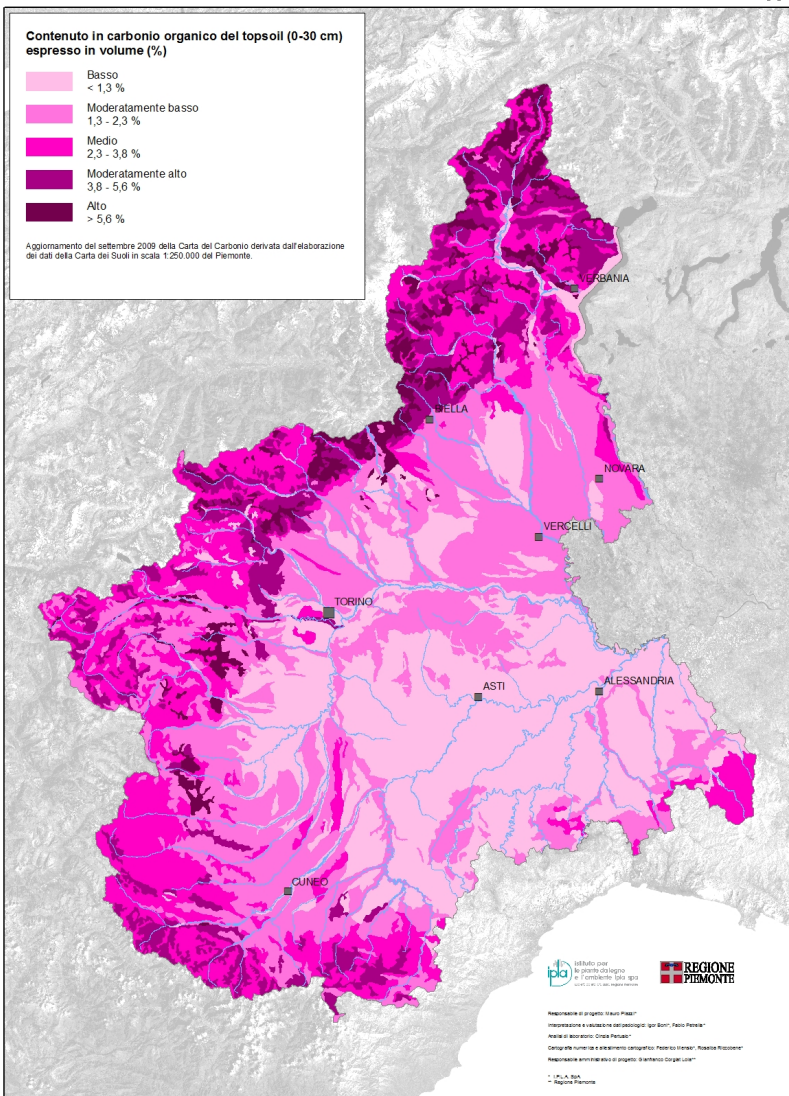 Contenuto in carbonio organico del topsoil (0-30 cm)
espresso in volume (%)
Basso
< 1,3 %
Moderatamente basso
1,3 - 2,3 %
Medio
2,3 - 3,8 %
Moderatamente alto
3,8 - 5,6 %
Alto
> 5,6 %
Aggiornamento del settembre 2009 della Carta del Carbonio derivata dall'elaborazione
dei dati della Carta dei Suoli in scala 1:250.000 del Piemonte.
VERBANIA
BIELLA
NOVARA
VERCELLI
TORINO
ASTI
ALESSANDRIA
CUNEO
ipla
istituto per
le piante da legno
e l'ambiente ipla spa
REGIONE
PIEMONTE
Responsabile di progetto: Mauro Piazzi*
Interpretazione e valutazione dati pedologici: Igor Boni*, Fabio Petrella*
Analisi di laboratorio: Cinzia
Cartografia numerica e allestimento cartografico: Federico Mensio*, Rosalba Riccobene*
Responsabile amministrativo di progetto: Gianfranco Corgiat Loia**
* I.P.L.A. SpA
** Regione Piemonte